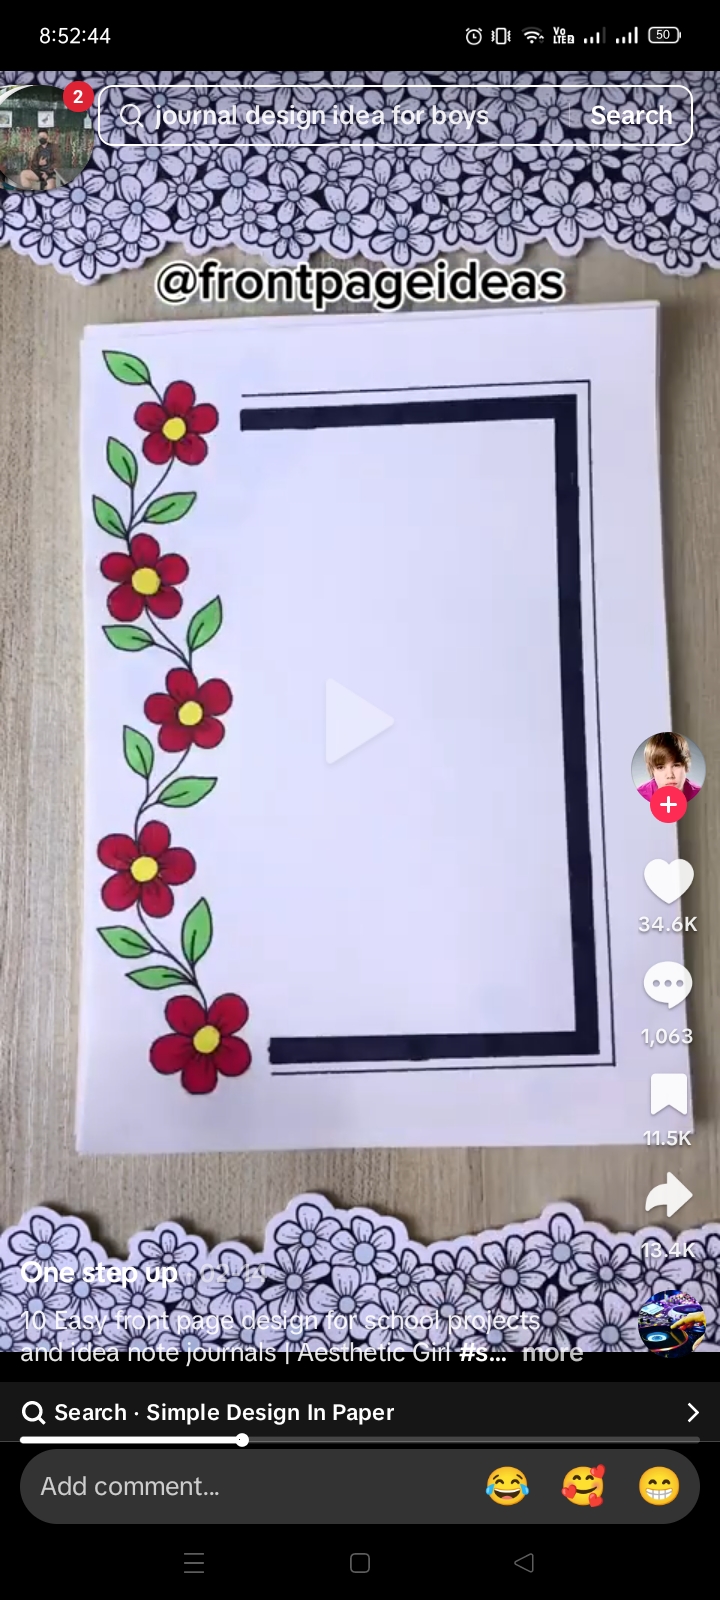 8:52:44
Vo
LTE2
50
2
journal design idea for boys
Search
@frontpageideas
34.6K
1,063
11.5K
13.4K
One step up
10 Easy front page design for school projects
and idea note journals | Aesthetic Girl #s... more
Search · Simple Design In Paper
Add comment...